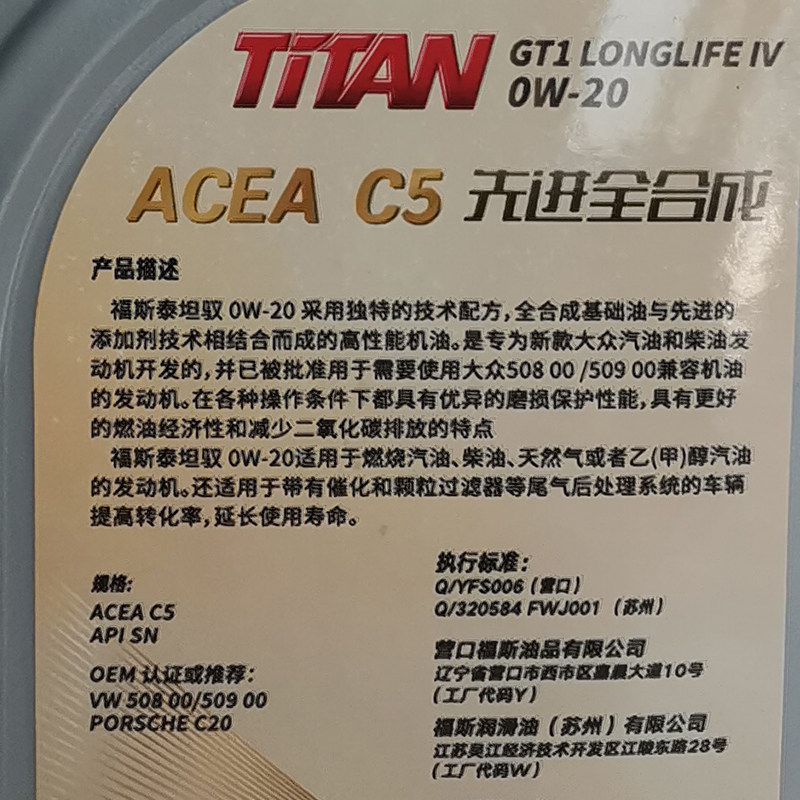 TITAN GT1 LONGLIFE IV
0W-20
ACEA C5 先进全合成
产品描述
福斯泰坦驭 0W-20 采用独特的技术配方,全合成基础油与先进的
添加剂技术相结合而成的高性能机油。是专为新款大众汽油和柴油发
动机开发的,并已被批准用于需要使用大众508 00 /509 00兼容机油
的发动机。在各种操作条件下都具有优异的磨损保护性能,具有更好
的燃油经济性和减少二氧化碳排放的特点
福斯泰坦驭 0W-20适用于燃烧汽油、柴油、天然气或者乙(甲)醇汽油
的发动机。还适用于带有催化和颗粒过滤器等尾气后处理系统的车辆
提高转化率,延长使用寿命。
规格:
ACEA C5
API SN
OEM 认证或推荐:
VW 508 00/509 00
PORSCHE C20
执行标准:
Q/YFS006 (营口)
Q/320584 FWJ001 (苏州)
营口福斯油品有限公司
辽宁省营口市西市区嘉晨大道10号
(工厂代码Y)
福斯润滑油(苏州)有限公司
江苏吴江经济技术开发区江陵东路28号
(工厂代码W)